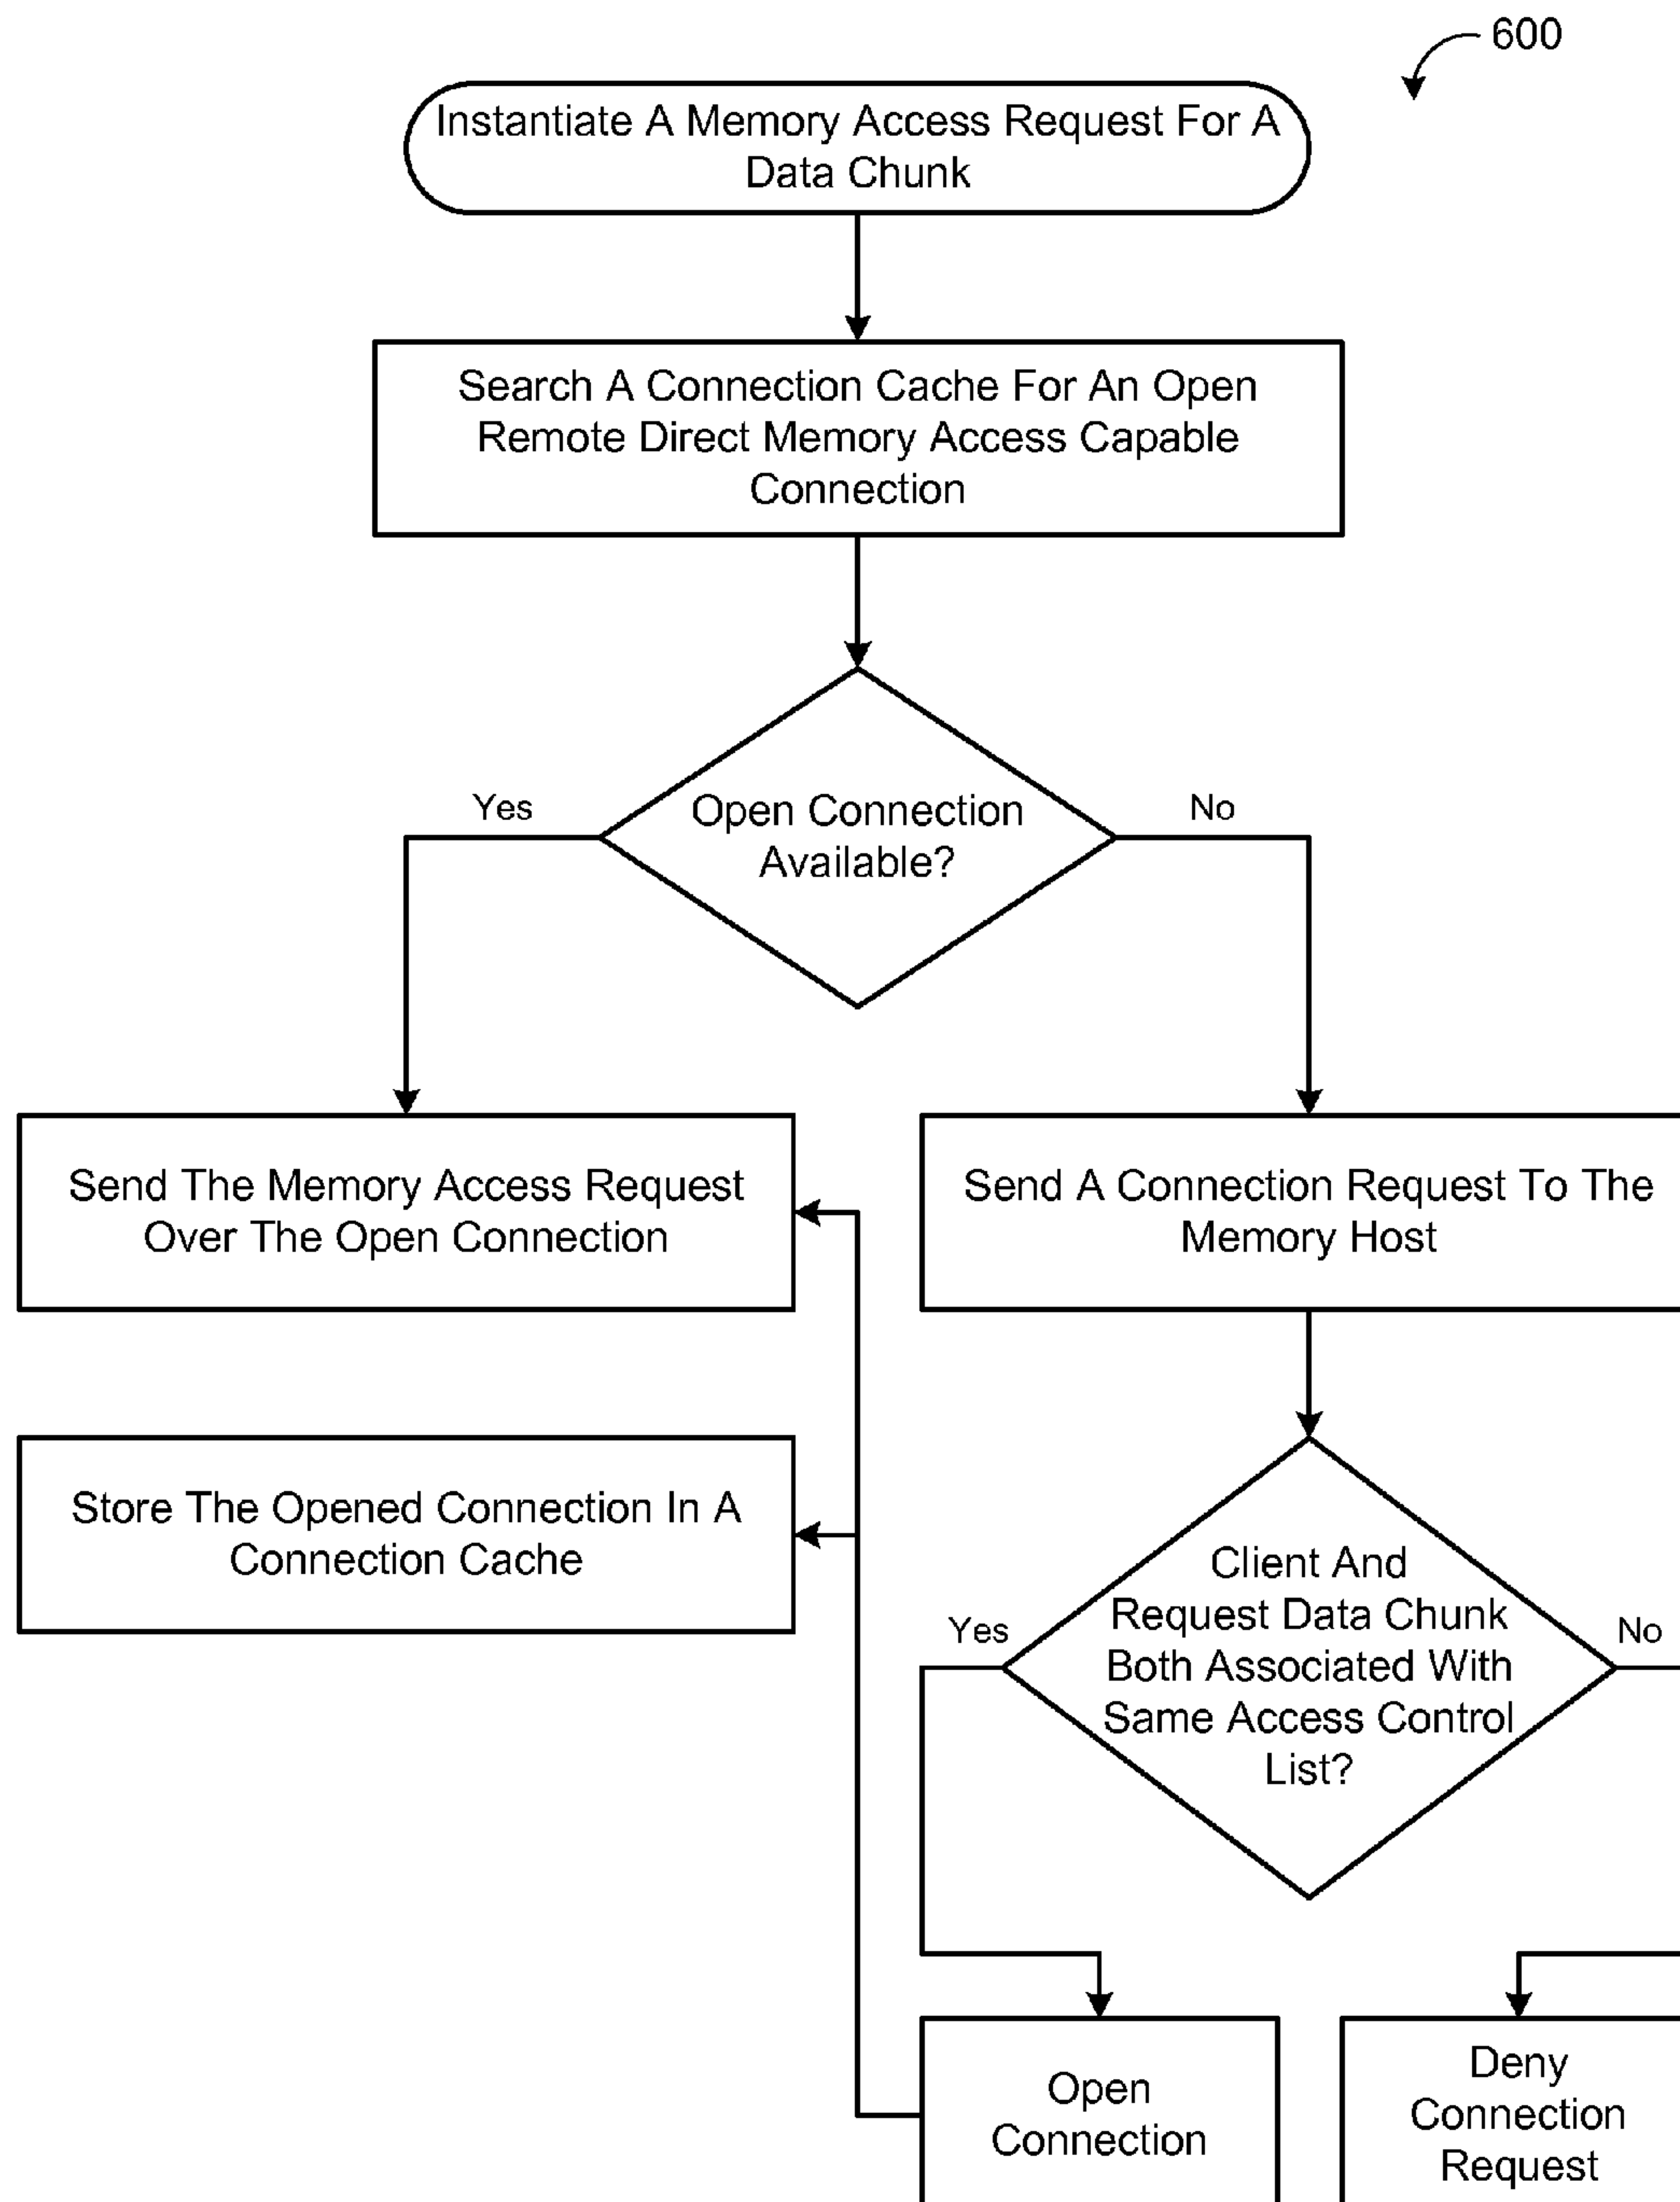 600
Instantiate A Memory Access Request For A
Data Chunk
Search A Connection Cache For An Open
Remote Direct Memory Access Capable
Connection
Yes
Open Connection
Available?
No
Send The Memory Access Request
Over The Open Connection
Send A Connection Request To The
Memory Host
Store The Opened Connection In A
Connection Cache
Client And
Request Data Chunk
Both Associated With
Same Access Control
List?
Yes
No
Open
Connection
Deny
Connection
Request